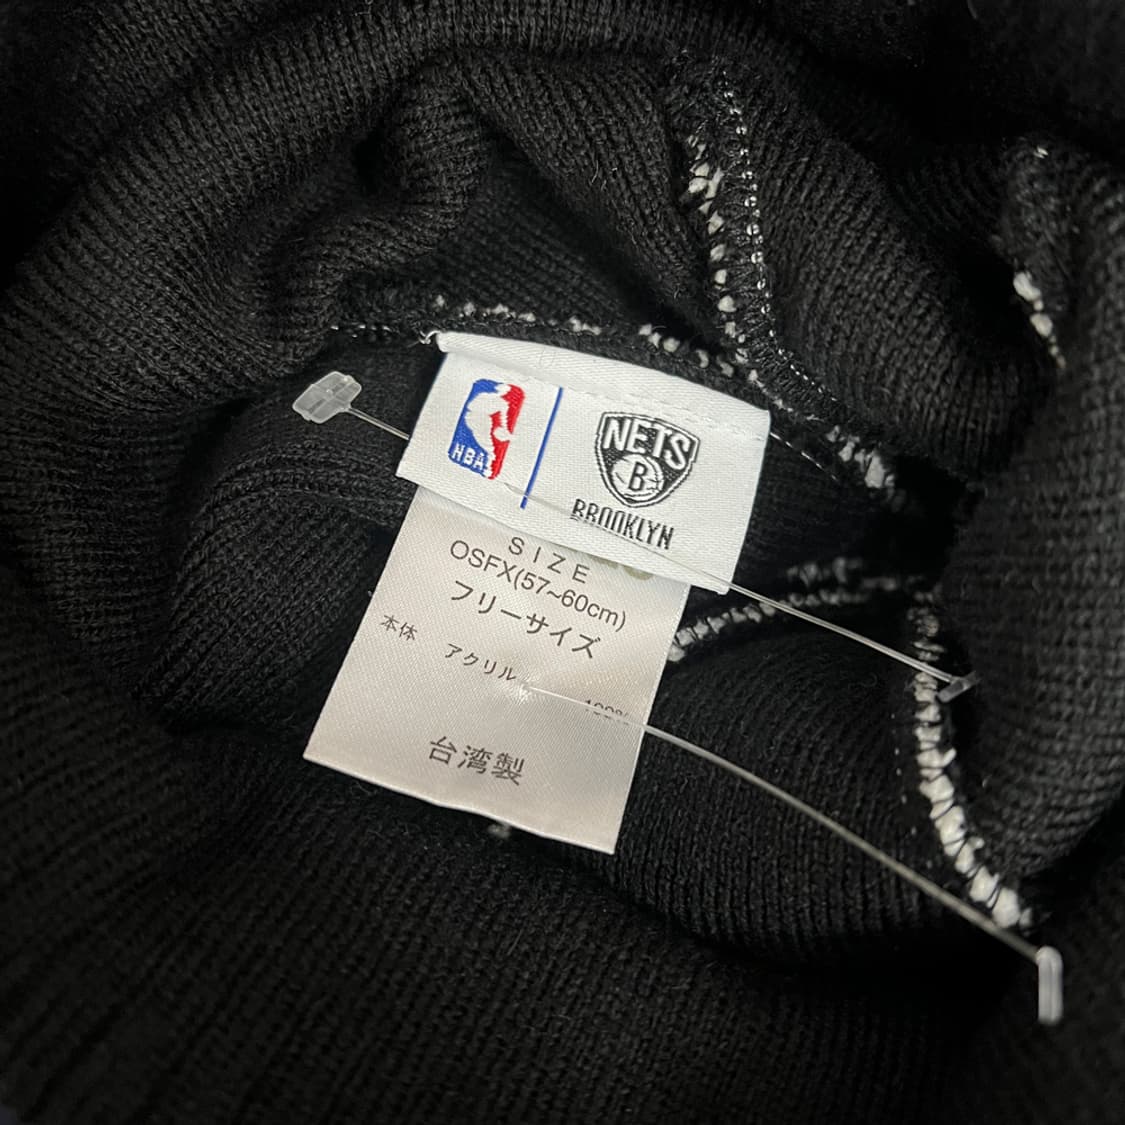 NBA
NETS
B
BROOKLYN
SIZE
OSFX(57~60cm)
フリーサイズ
本体 アクリル 100%
台湾製